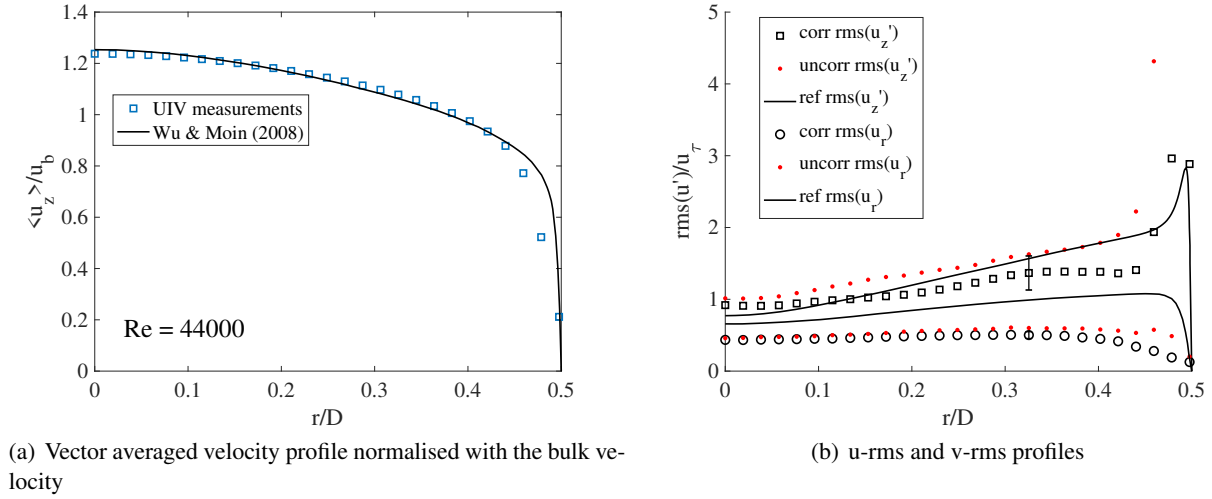 1.4
1.2
1
0.8
0.6
0.4
0.2
0
<u_z>/u_b
UIV measurements
Wu & Moin (2008)
Re = 44000
0 0.1 0.2 0.3 0.4 0.5
r/D
(a) Vector averaged velocity profile normalised with the bulk ve-
locity
5
4
3
2
1
0
rms(u')/u_τ
corr rms(u_z')
uncorr rms(u_z')
ref rms(u_z')
corr rms(u_r)
uncorr rms(u_r)
ref rms(u_r)
0 0.1 0.2 0.3 0.4 0.5
r/D
(b) u-rms and v-rms profiles